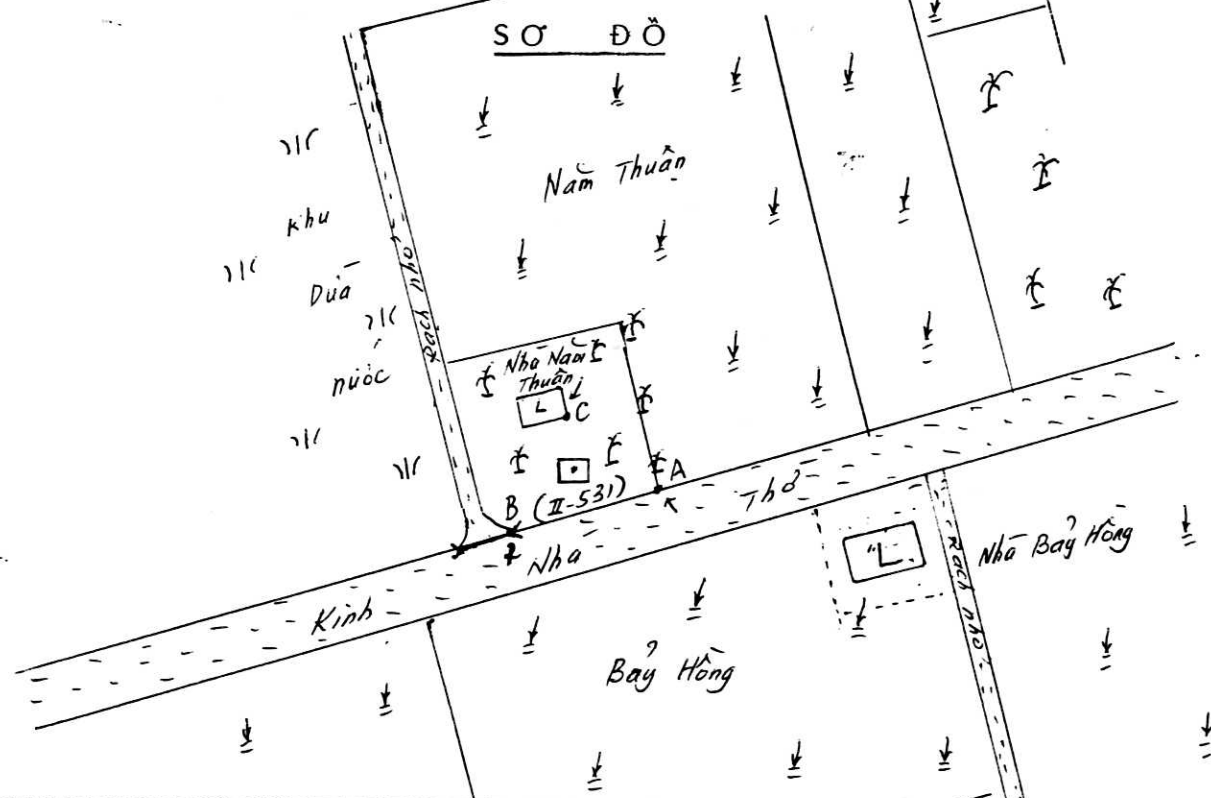 SƠ ĐỒ
Năm Thuận
Khu
Dừa
nước
Rạch nhỏ
Nhà Năm
Thuận
L
C
A
B (II-531)
Kinh Nhà Thờ
L
Nhà Bảy Hồng
Rạch nhỏ
Bảy Hồng